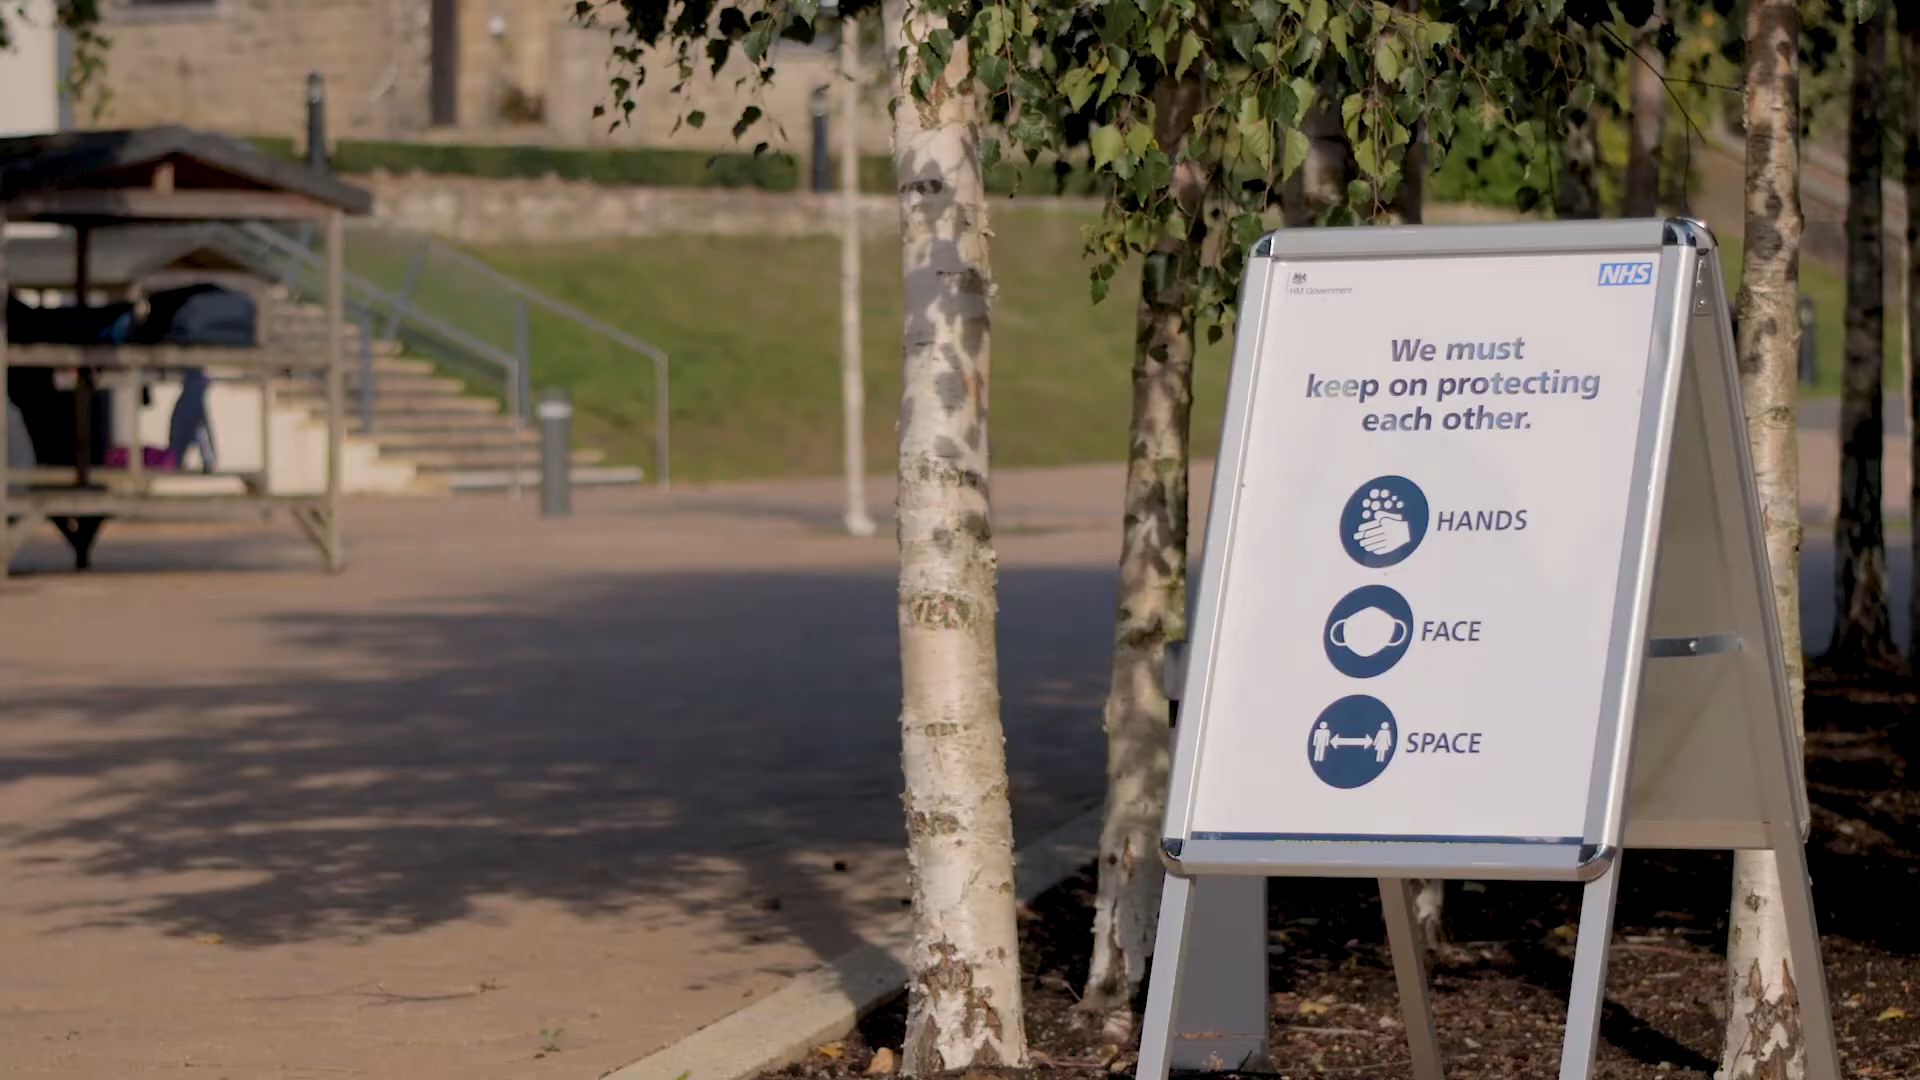 HM Government
NHS
We must
keep on protecting
each other.
HANDS
FACE
SPACE